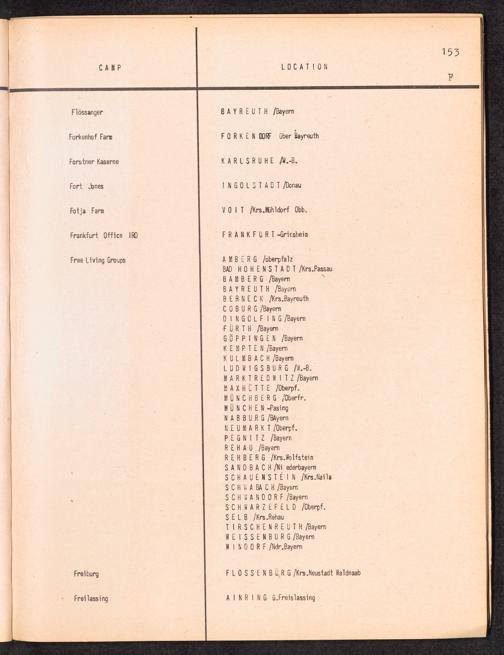 153
CAMP LOCATION
F
Flössanger BAYREUTH /Bayern
Forkenhof Farm FORKENDORF über Bayreuth
Forstner Kaserne KARLSRUHE /W.-B.
Fort Jones INGOLSTADT /Donau
Fotja Farm VOIT /Krs.Mühldorf Obb.
Frankfurt Office IRO FRANKFURT-Griesheim
Free Living Groups AMBERG /oberpfalz
BAD HOHENSTADT /Krs.Passau
BAMBERG /Bayern
BAYREUTH /Bayern
BERNECK /Krs.Bayreuth
COBURG /Bayern
DINGOLFING /Bayern
FÜRTH /Bayern
GÖPPINGEN /Bayern
KEMPTEN /Bayern
KULMBACH /Bayern
LUDWIGSBURG /W.-B.
MARKTREDWITZ /Bayern
MAXHÜTTE /Oberpf.
MÜNCHBERG /Oberfr.
MÜNCHEN-Pasing
NABBURG /BAyern
NEUMARKT /Oberpf.
PEGNITZ /Bayern
REHAU /Bayern
REHBERG /Krs.Wolfstein
SANDBACH /Ni ederbayern
SCHAUENSTEIN /Krs.Naila
SCHWABACH /Bayern
SCHWANDORF /Bayern
SCHWARZEFELD /Oberpf.
SELB /Krs.Rehau
TIRSCHENREUTH /Bayern
WEISSENBURG /Bayern
WINDORF /Ndr.Bayern
Freiburg FLOSSENBÜRG /Krs.Neustadt Waldnaab
Freilassing AINRING ü.Freislassing